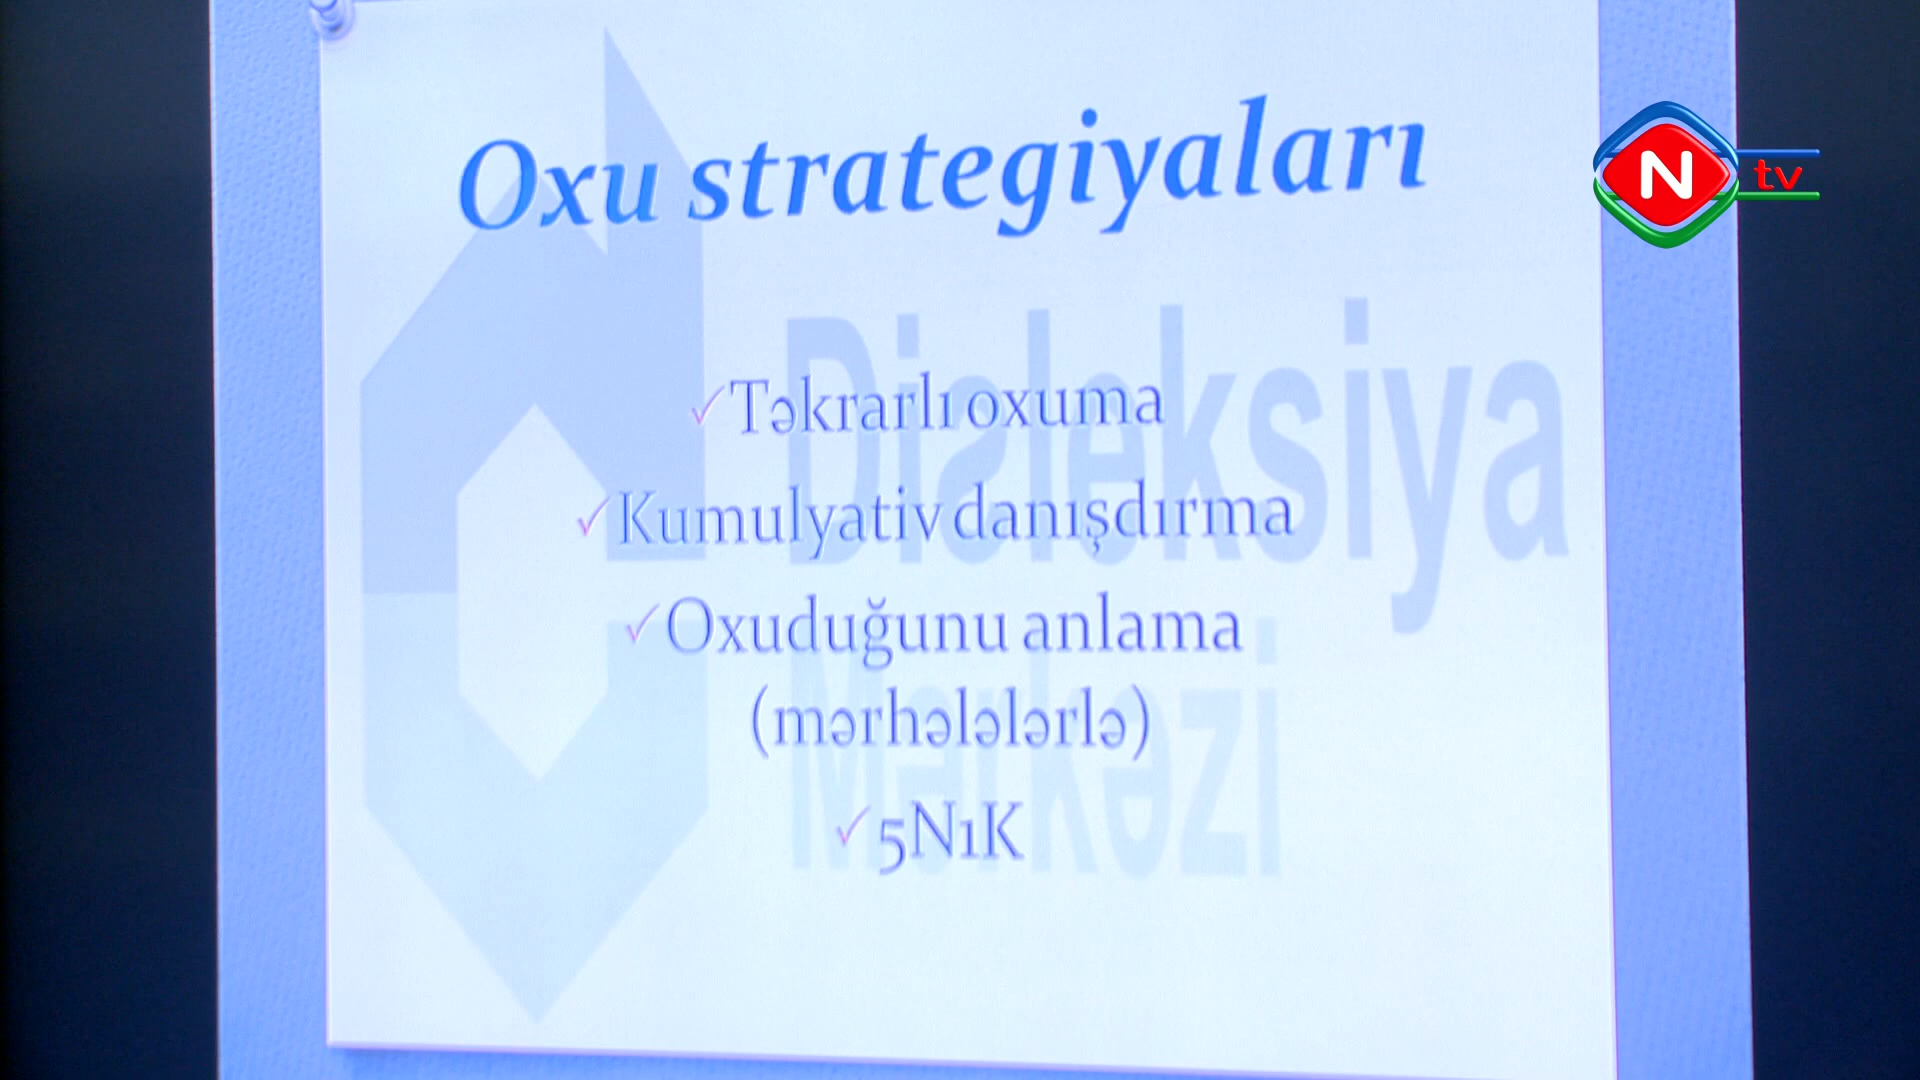 Oxu strategiyaları
N tv
Disleksiya
Mərkəzi
✓Təkrarlı oxuma
✓Kumulyativ danışdırma
✓Oxuduğunu anlama
(mərhələlərlə)
✓5N1K